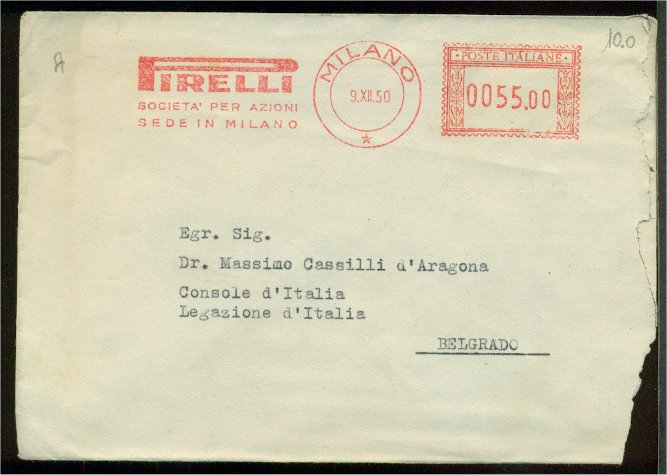 A
10.0
PIRELLI
SOCIETA' PER AZIONI
SEDE IN MILANO
MILANO
9.XII.50
POSTE ITALIANE
0055.00
Egr. Sig.
Dr. Massimo Cassilli d'Aragona
Console d'Italia
Legazione d'Italia
BELGRADO